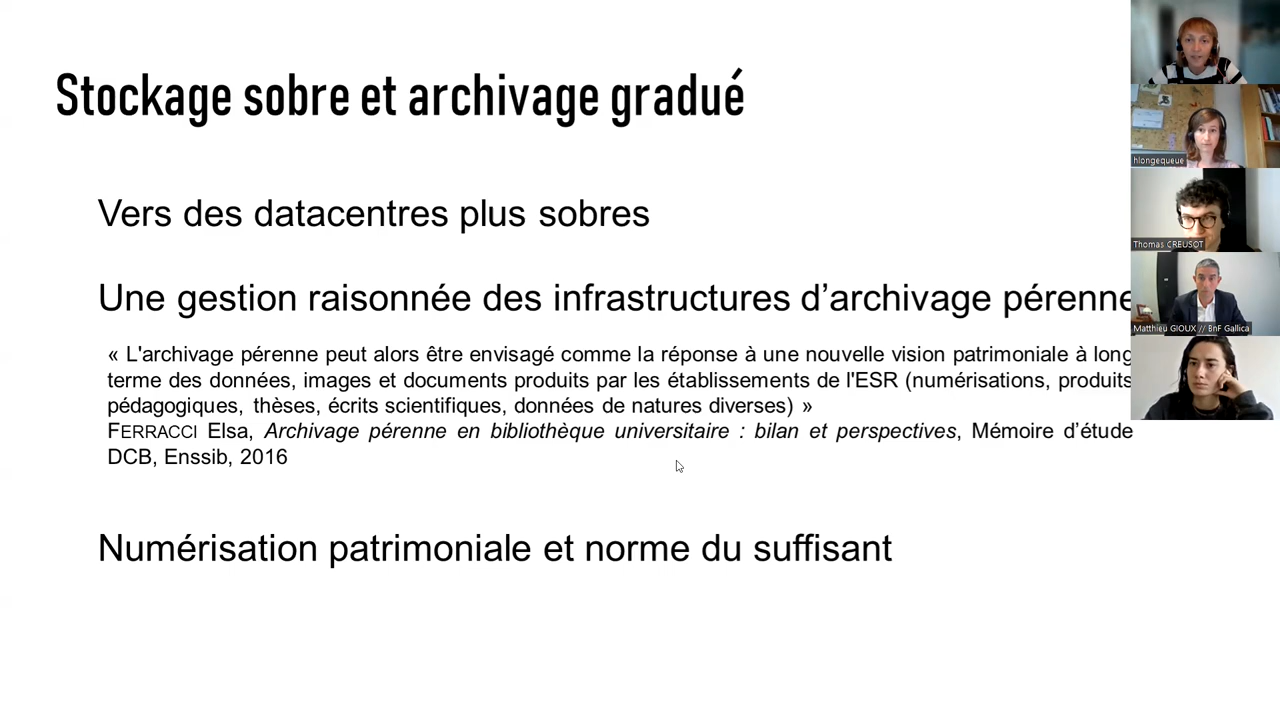 Stockage sobre et archivage gradué
Vers des datacentres plus sobres
Une gestion raisonnée des infrastructures d’archivage pérenne
« L'archivage pérenne peut alors être envisagé comme la réponse à une nouvelle vision patrimoniale à long
terme des données, images et documents produits par les établissements de l'ESR (numérisations, produits
pédagogiques, thèses, écrits scientifiques, données de natures diverses) »
FERRACCI Elsa, Archivage pérenne en bibliothèque universitaire : bilan et perspectives, Mémoire d’étude
DCB, Enssib, 2016
Numérisation patrimoniale et norme du suffisant
hlongequeue
Thomas CREUSOT
Matthieu GIOUX // BnF Gallica